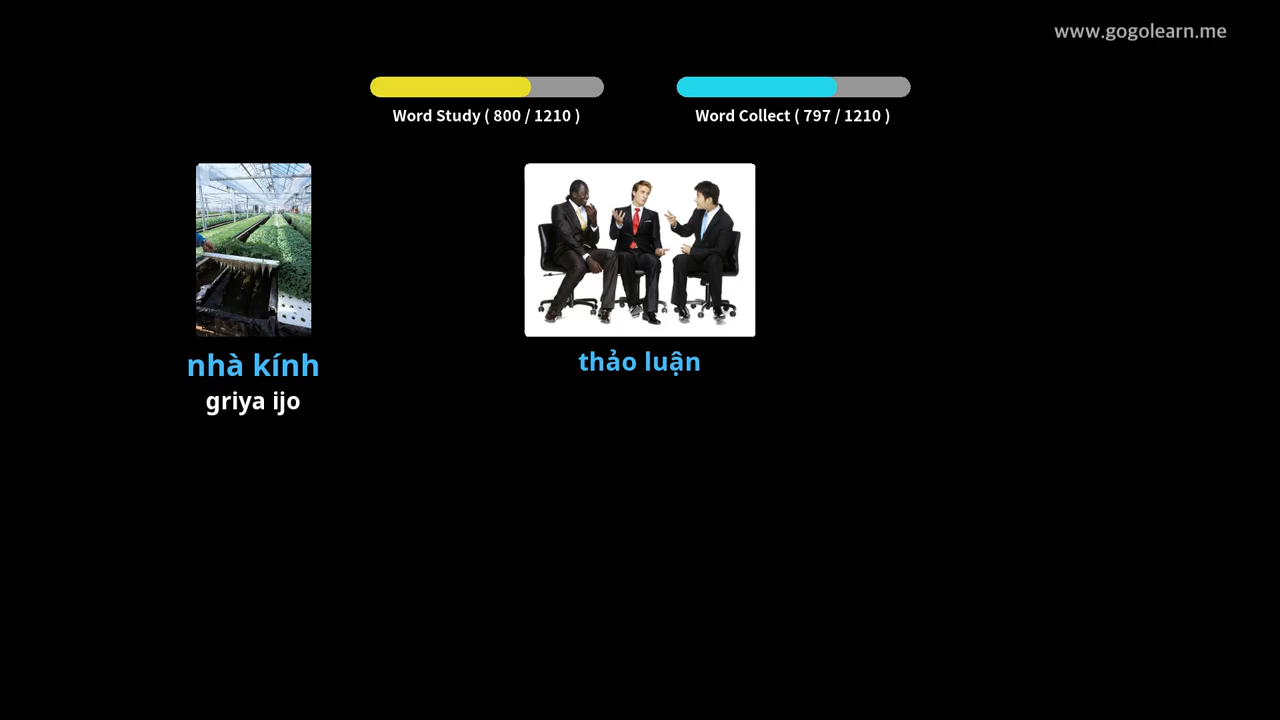 www.gogolearn.me
Word Study ( 800 / 1210 )
Word Collect ( 797 / 1210 )
nhà kính
griya ijo
thảo luận